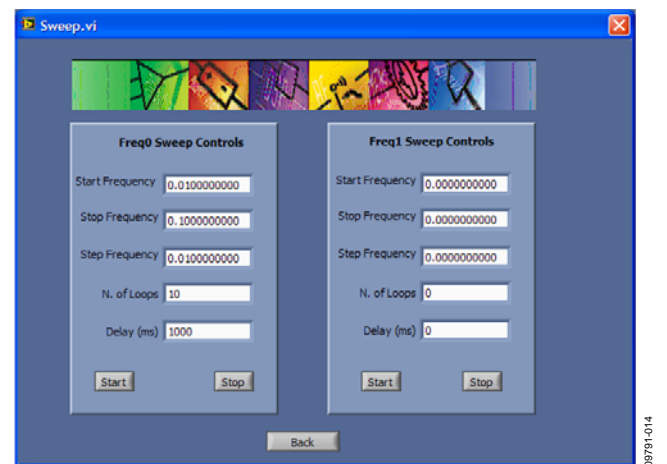 Sweep.vi
Freq0 Sweep Controls
Start Frequency 0.0100000000
Stop Frequency 0.1000000000
Step Frequency 0.0100000000
N. of Loops 10
Delay (ms) 1000
Start Stop
Freq1 Sweep Controls
Start Frequency 0.0000000000
Stop Frequency 0.0000000000
Step Frequency 0.0000000000
N. of Loops 0
Delay (ms) 0
Start Stop
Back
09791-014